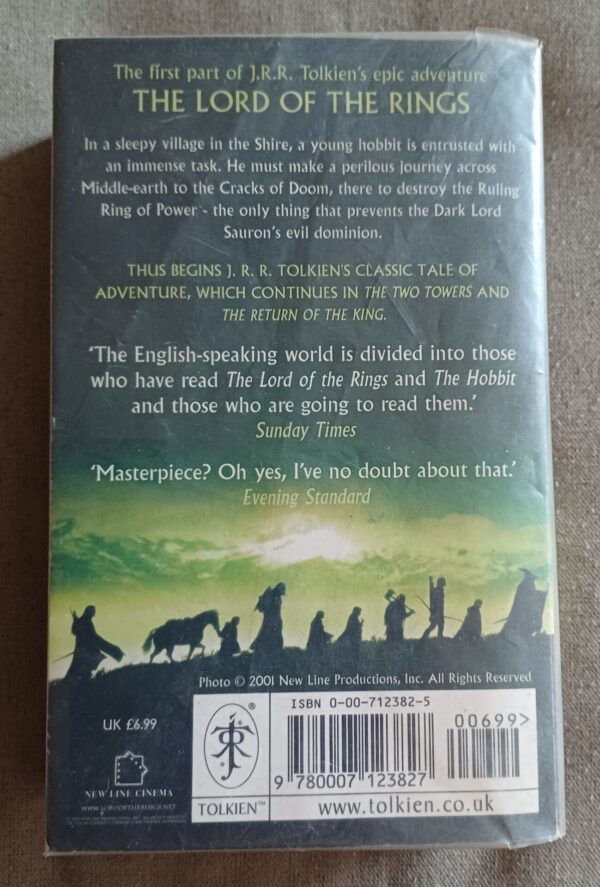 The first part of J.R.R. Tolkien's epic adventure
THE LORD OF THE RINGS
In a sleepy village in the Shire, a young hobbit is entrusted with
an immense task. He must make a perilous journey across
Middle-earth to the Cracks of Doom, there to destroy the Ruling
Ring of Power - the only thing that prevents the Dark Lord
Sauron's evil dominion.
THUS BEGINS J. R. R. TOLKIEN'S CLASSIC TALE OF
ADVENTURE, WHICH CONTINUES IN THE TWO TOWERS AND
THE RETURN OF THE KING.
‘The English-speaking world is divided into those
who have read The Lord of the Rings and The Hobbit
and those who are going to read them.’
Sunday Times
‘Masterpiece? Oh yes, I've no doubt about that.’
Evening Standard
Photo © 2001 New Line Productions, Inc. All Rights Reserved
UK £6.99
NEW LINE CINEMA
WWW.LORDOFTHERINGS.NET
®
TOLKIEN™
ISBN 0-00-712382-5
00699>
9 780007 123827
www.tolkien.co.uk